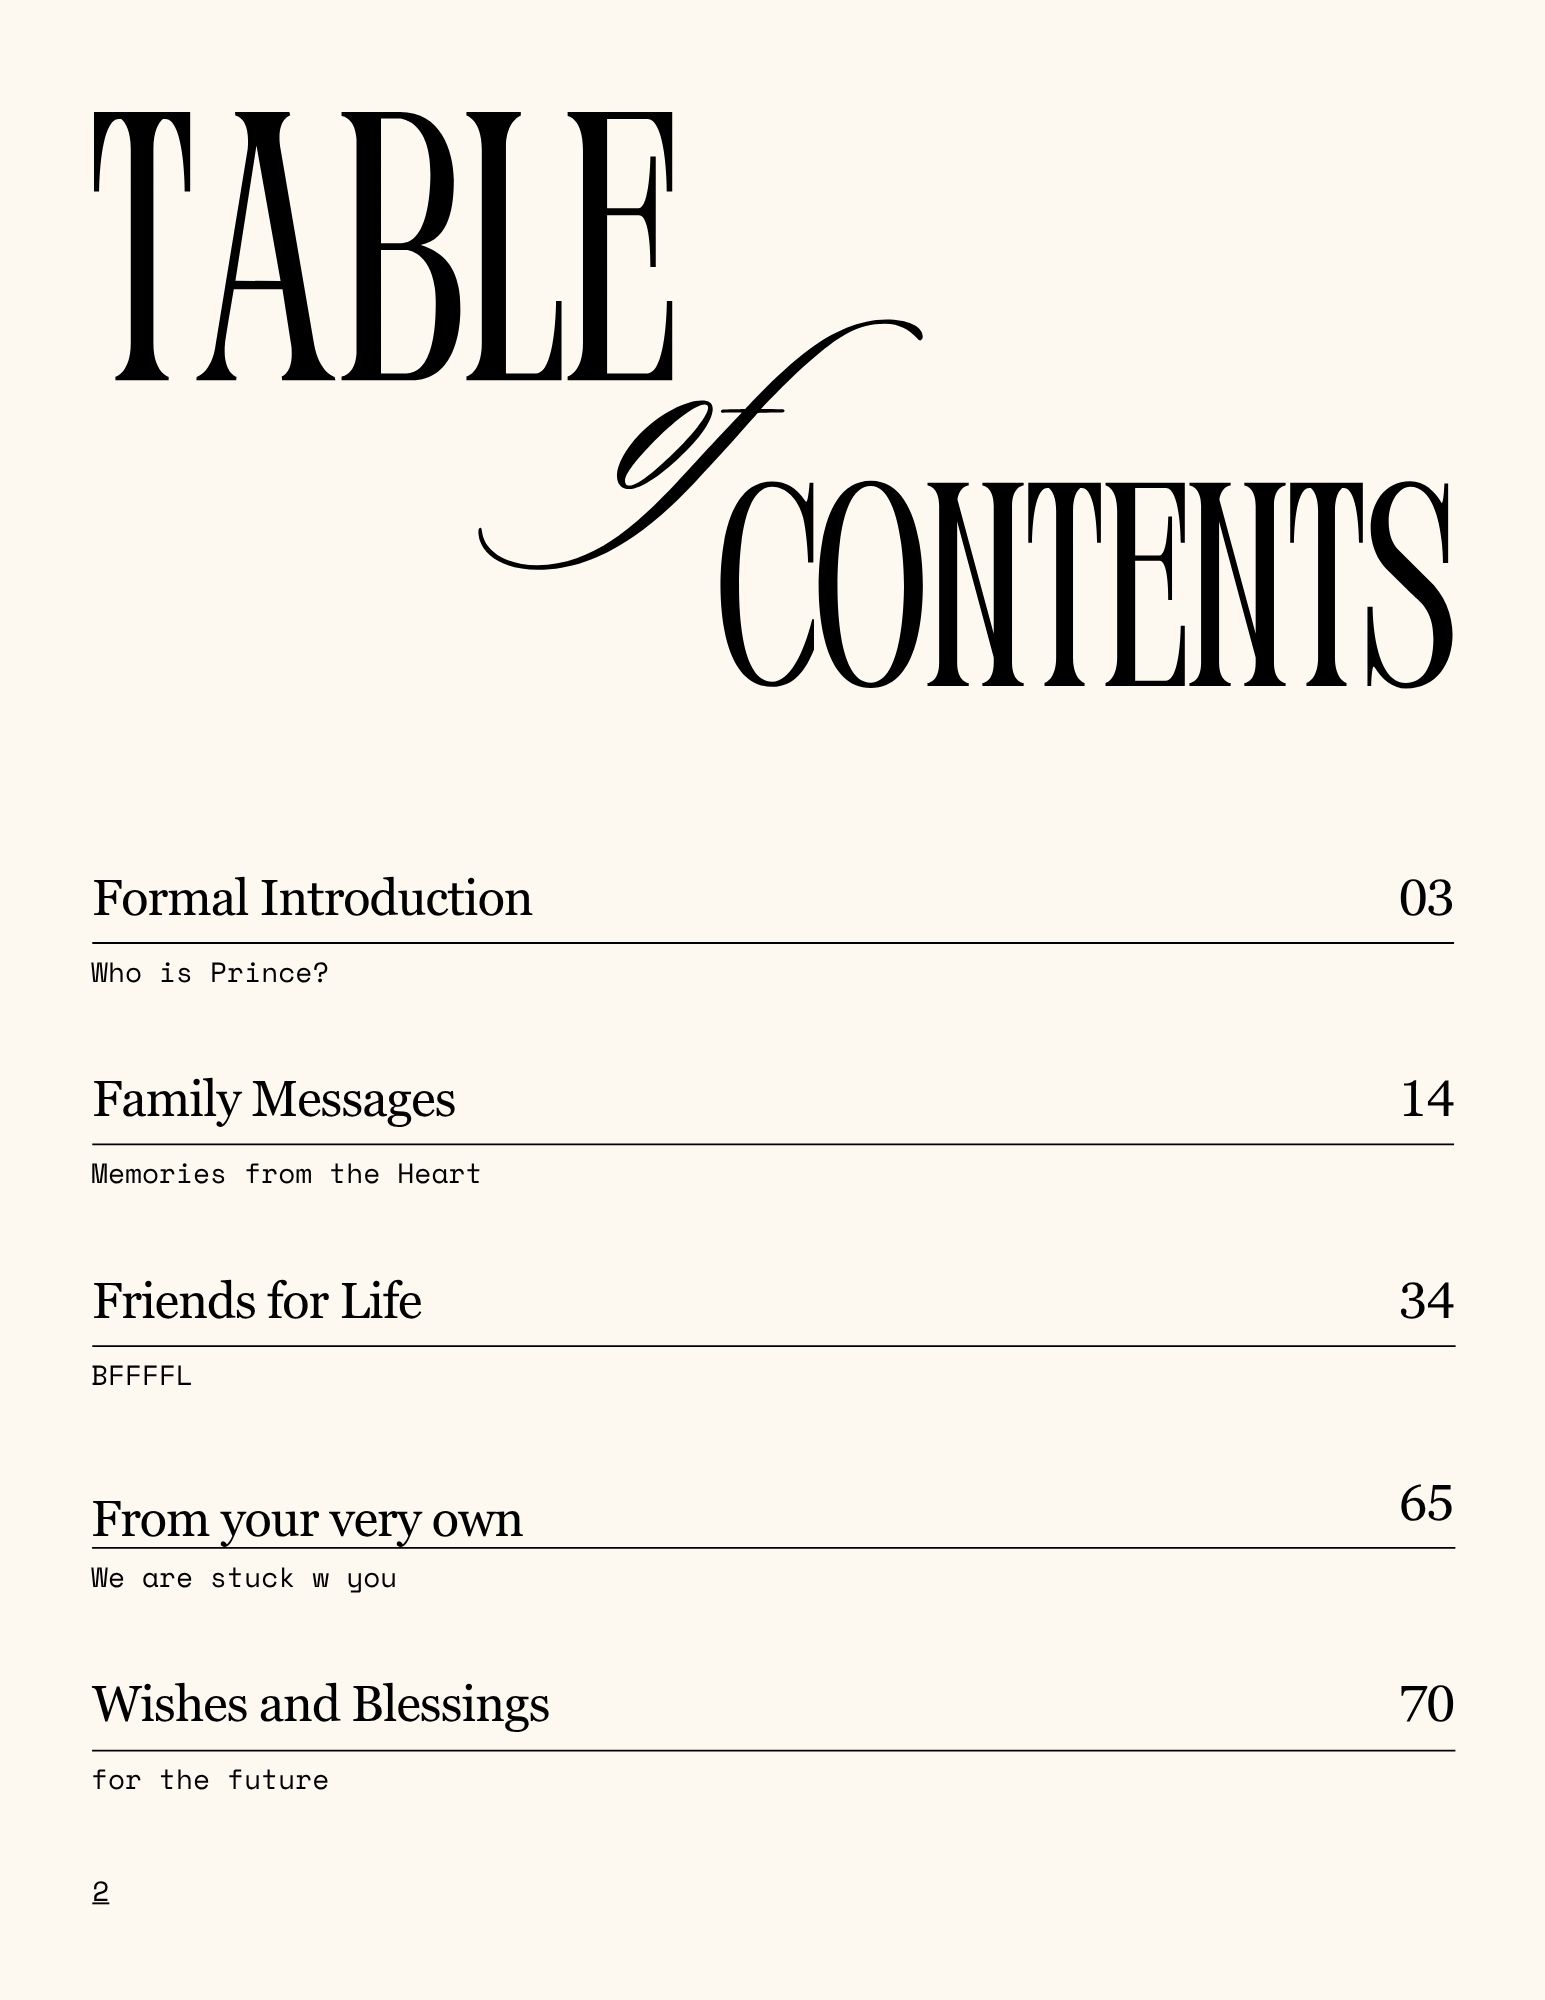 TABLE
of
CONTENTS
Formal Introduction 03
Who is Prince?
Family Messages 14
Memories from the Heart
Friends for Life 34
BFFFFL
From your very own 65
We are stuck w you
Wishes and Blessings 70
for the future
2